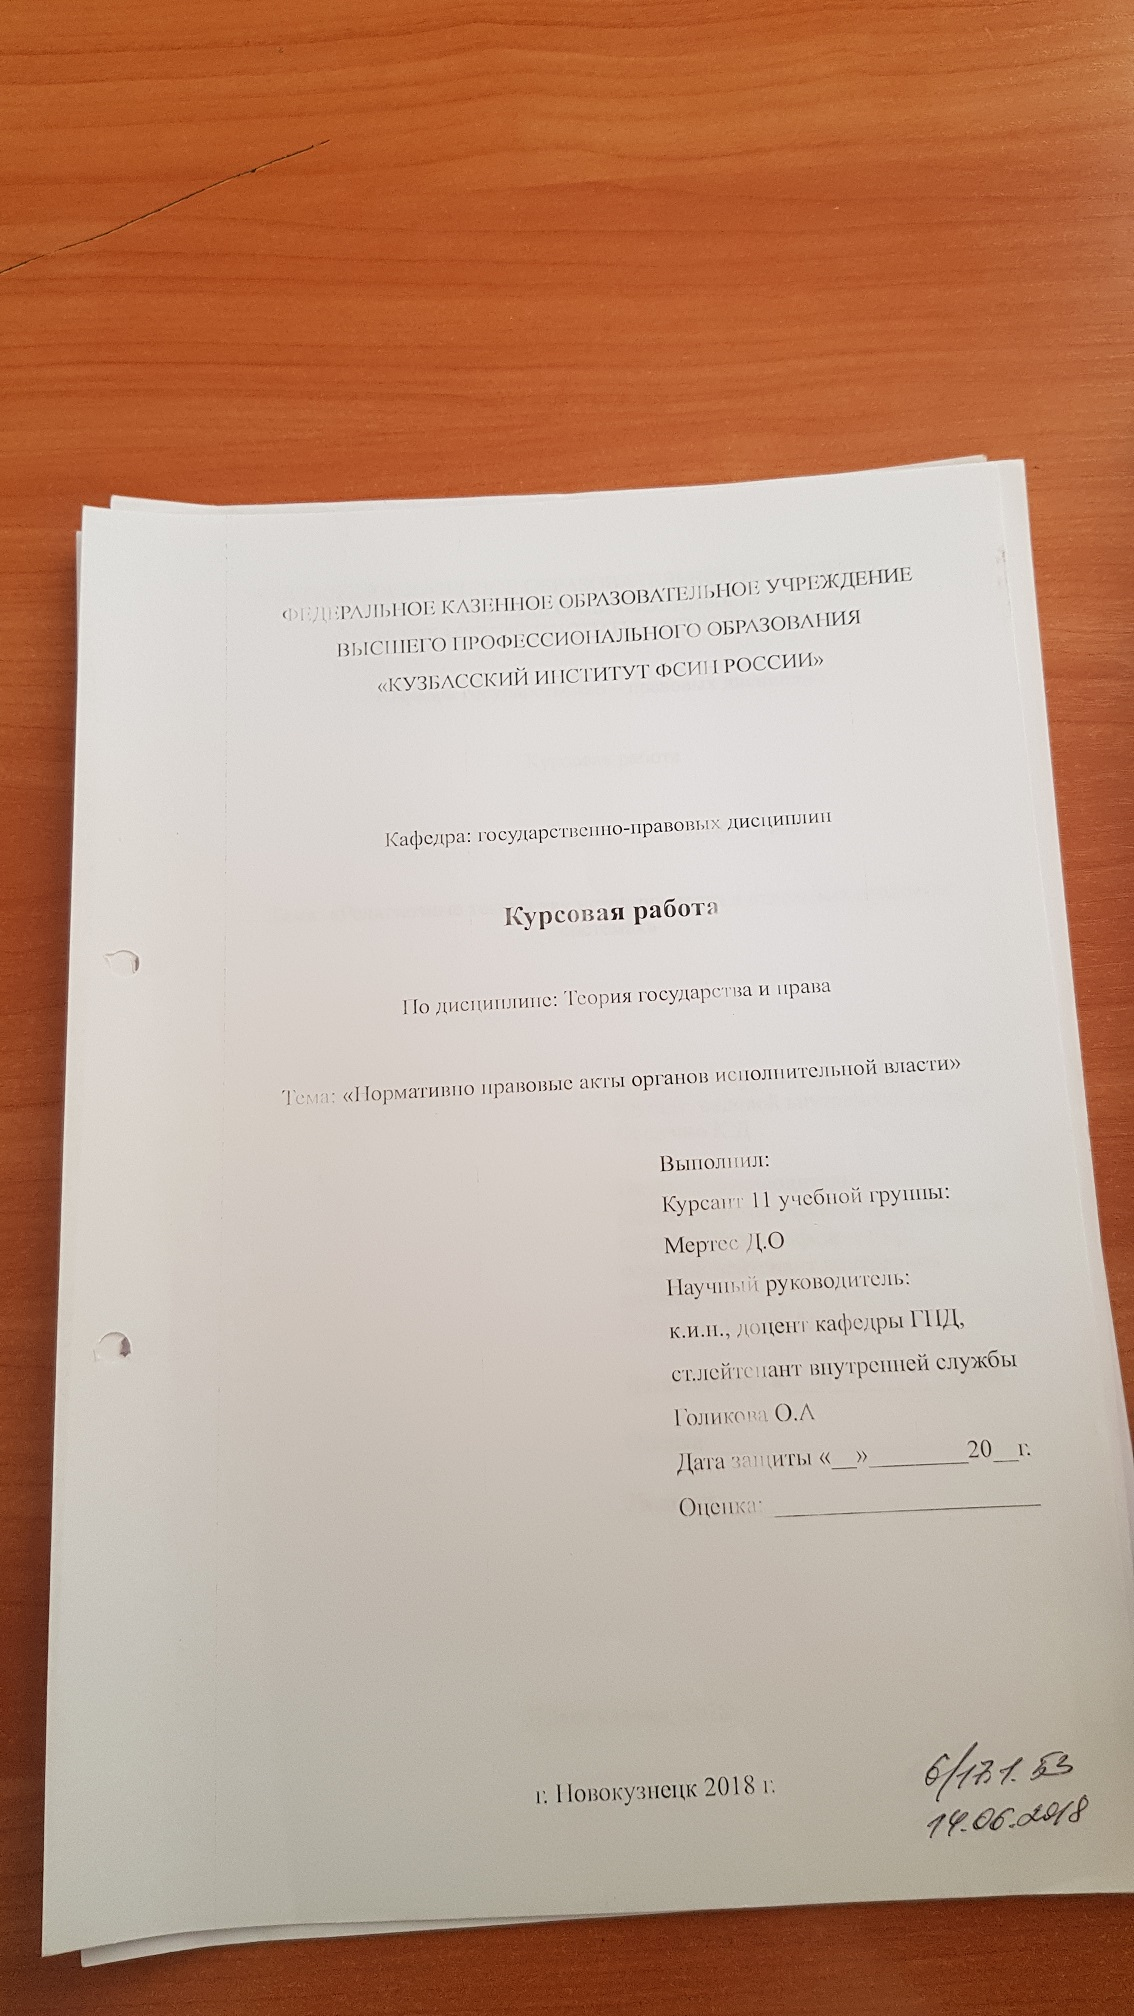 ФЕДЕРАЛЬНОЕ КАЗЕННОЕ ОБРАЗОВАТЕЛЬНОЕ УЧРЕЖДЕНИЕ
ВЫСШЕГО ПРОФЕССИОНАЛЬНОГО ОБРАЗОВАНИЯ
«КУЗБАССКИЙ ИНСТИТУТ ФСИН РОССИИ»
Кафедра: государственно-правовых дисциплин
Курсовая работа
По дисциплине: Теория государства и права
Тема: «Нормативно правовые акты органов исполнительной власти»
Выполнил:
Курсант 11 учебной группы:
Мертес Д.О
Научный руководитель:
к.и.н., доцент кафедры ГПД,
ст.лейтенант внутренней службы
Голикова О.А
Дата защиты «__»________20__г.
Оценка: ______________________
г. Новокузнецк 2018 г.
14.06.2018